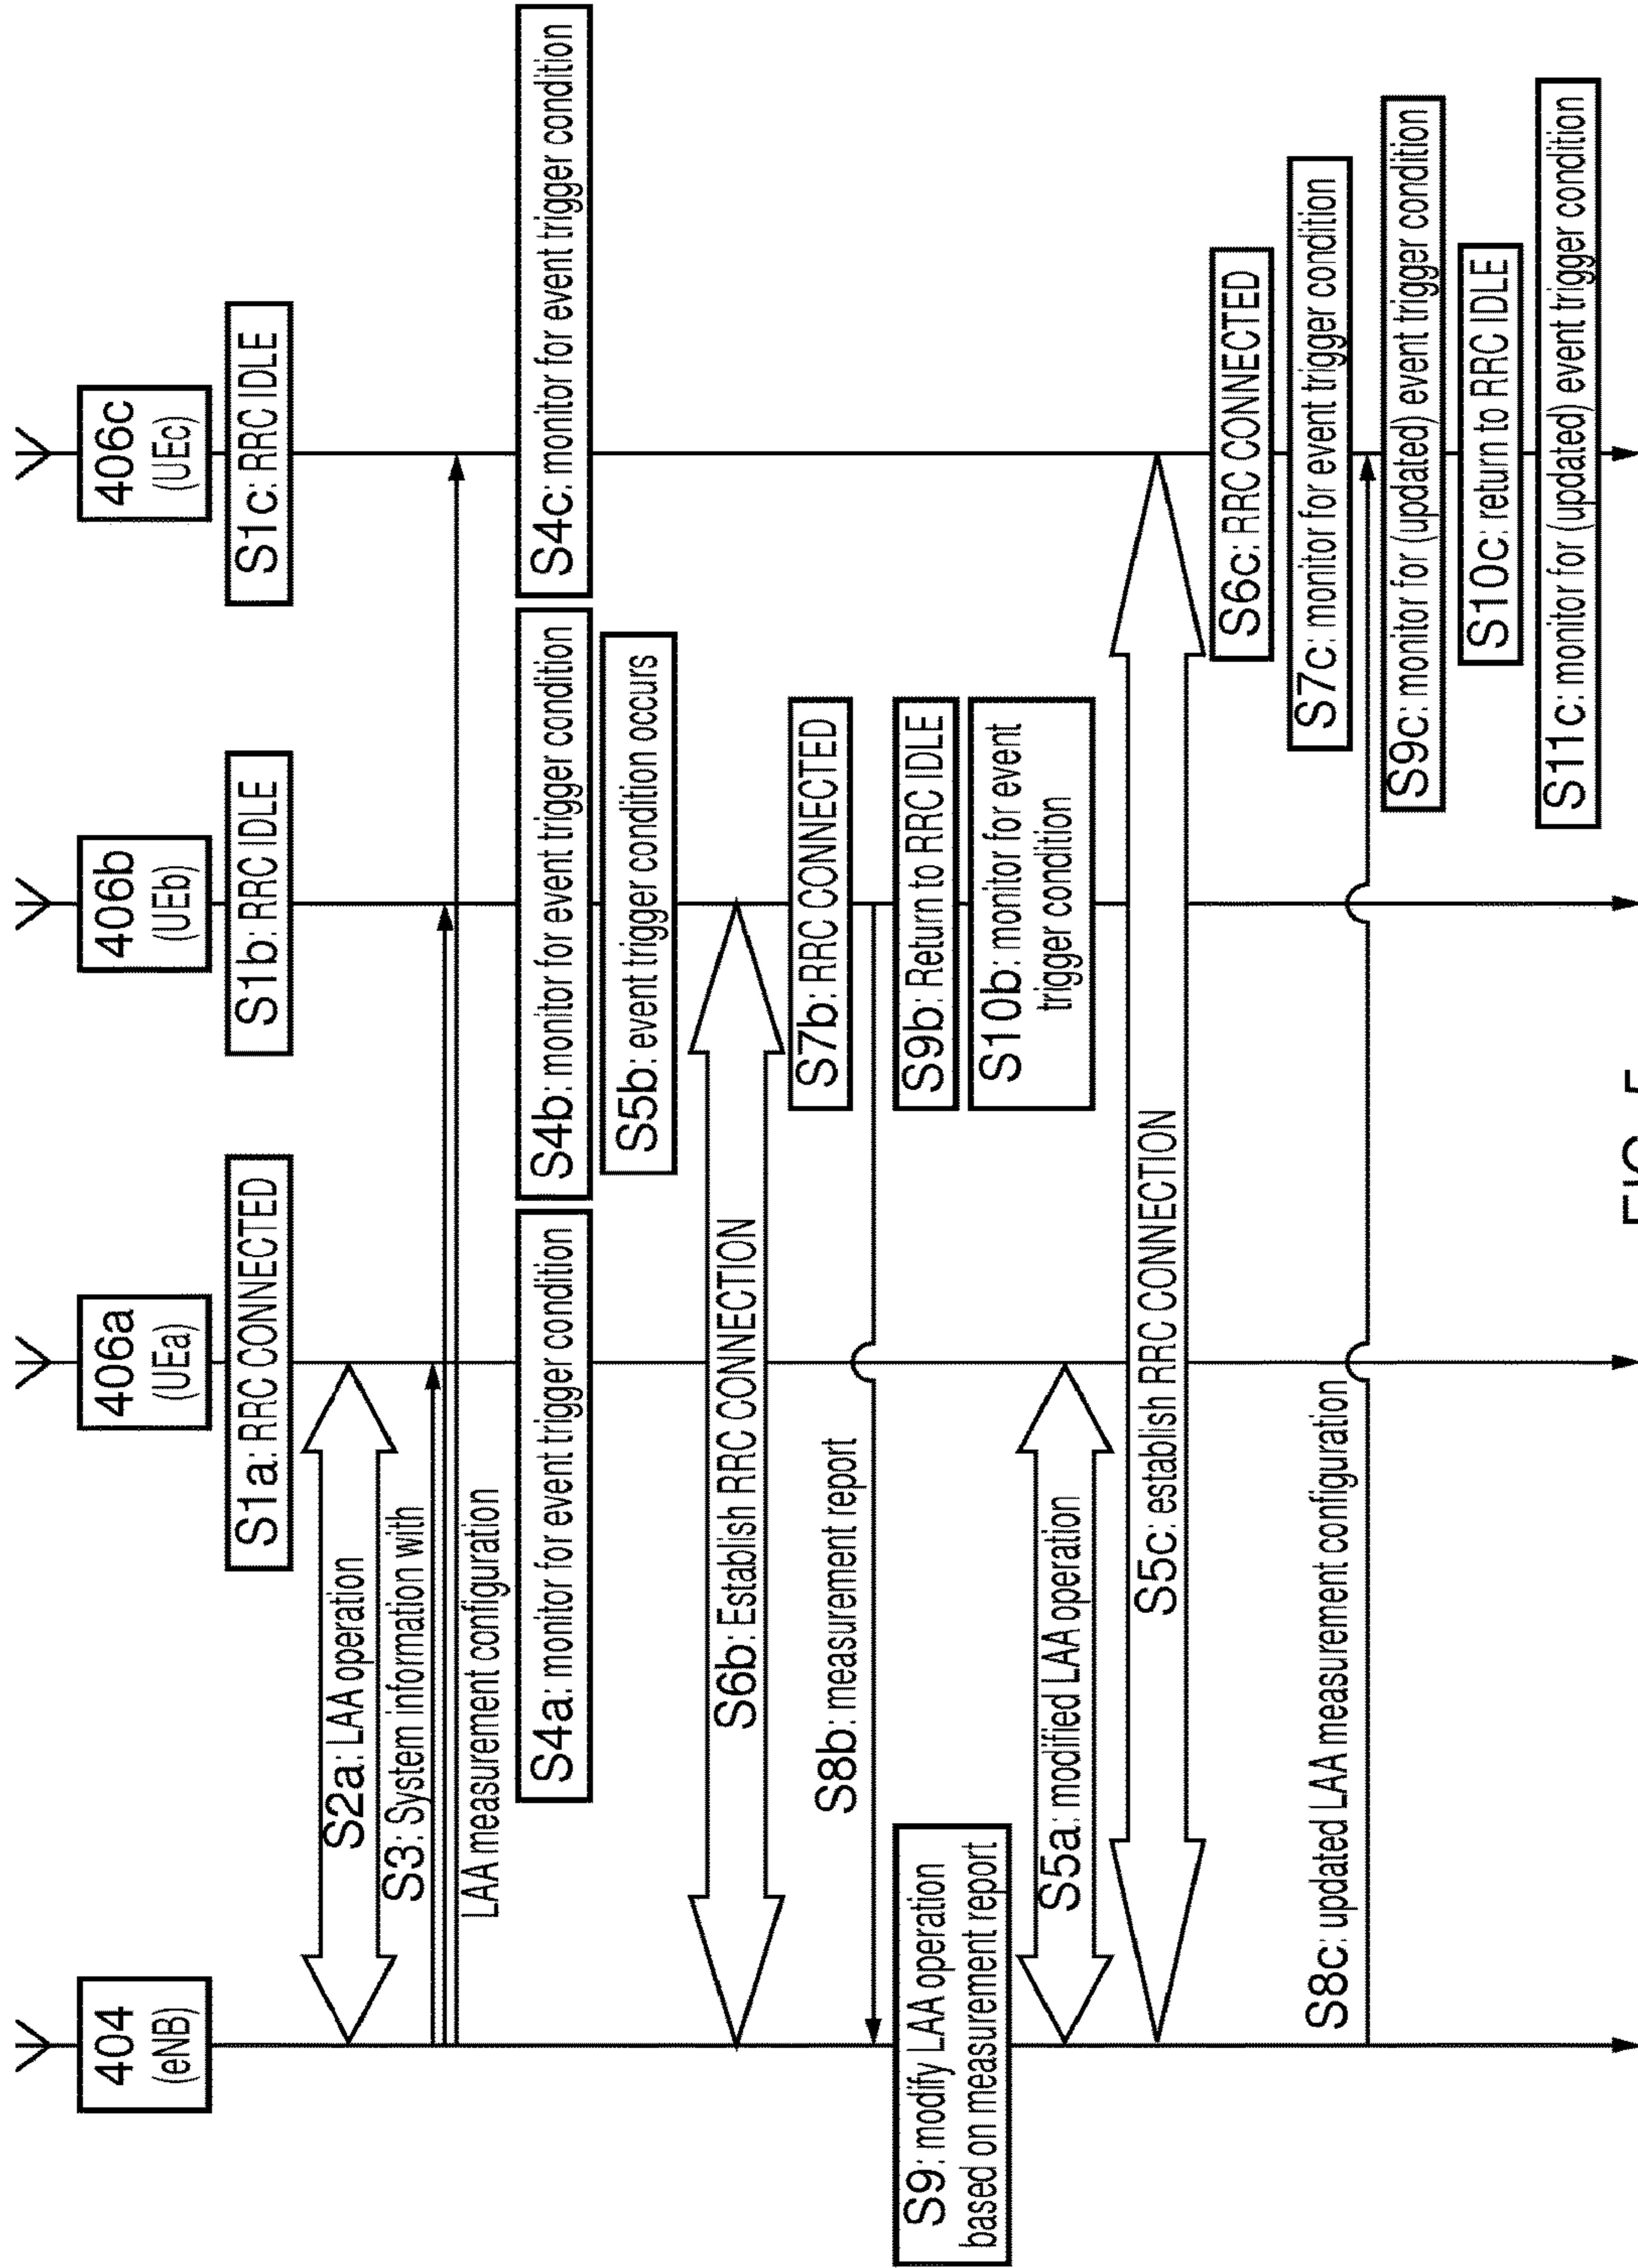 404
(eNB)
406a
(UEa)
406b
(UEb)
406c
(UEc)
S1a: RRC CONNECTED
S1b: RRC IDLE
S1c: RRC IDLE
S2a: LAA operation
S3: System information with
LAA measurement configuration
S4a: monitor for event trigger condition
S4b: monitor for event trigger condition
S4c: monitor for event trigger condition
S5b: event trigger condition occurs
S6b: Establish RRC CONNECTION
S7b: RRC CONNECTED
S8b: measurement report
S9: modify LAA operation
based on measurement report
S9b: Return to RRC IDLE
S10b: monitor for event
trigger condition
S5a: modified LAA operation
S5c: establish RRC CONNECTION
S6c: RRC CONNECTED
S7c: monitor for event trigger condition
S8c: updated LAA measurement configuration
S9c: monitor for (updated) event trigger condition
S10c: return to RRC IDLE
S11c: monitor for (updated) event trigger condition